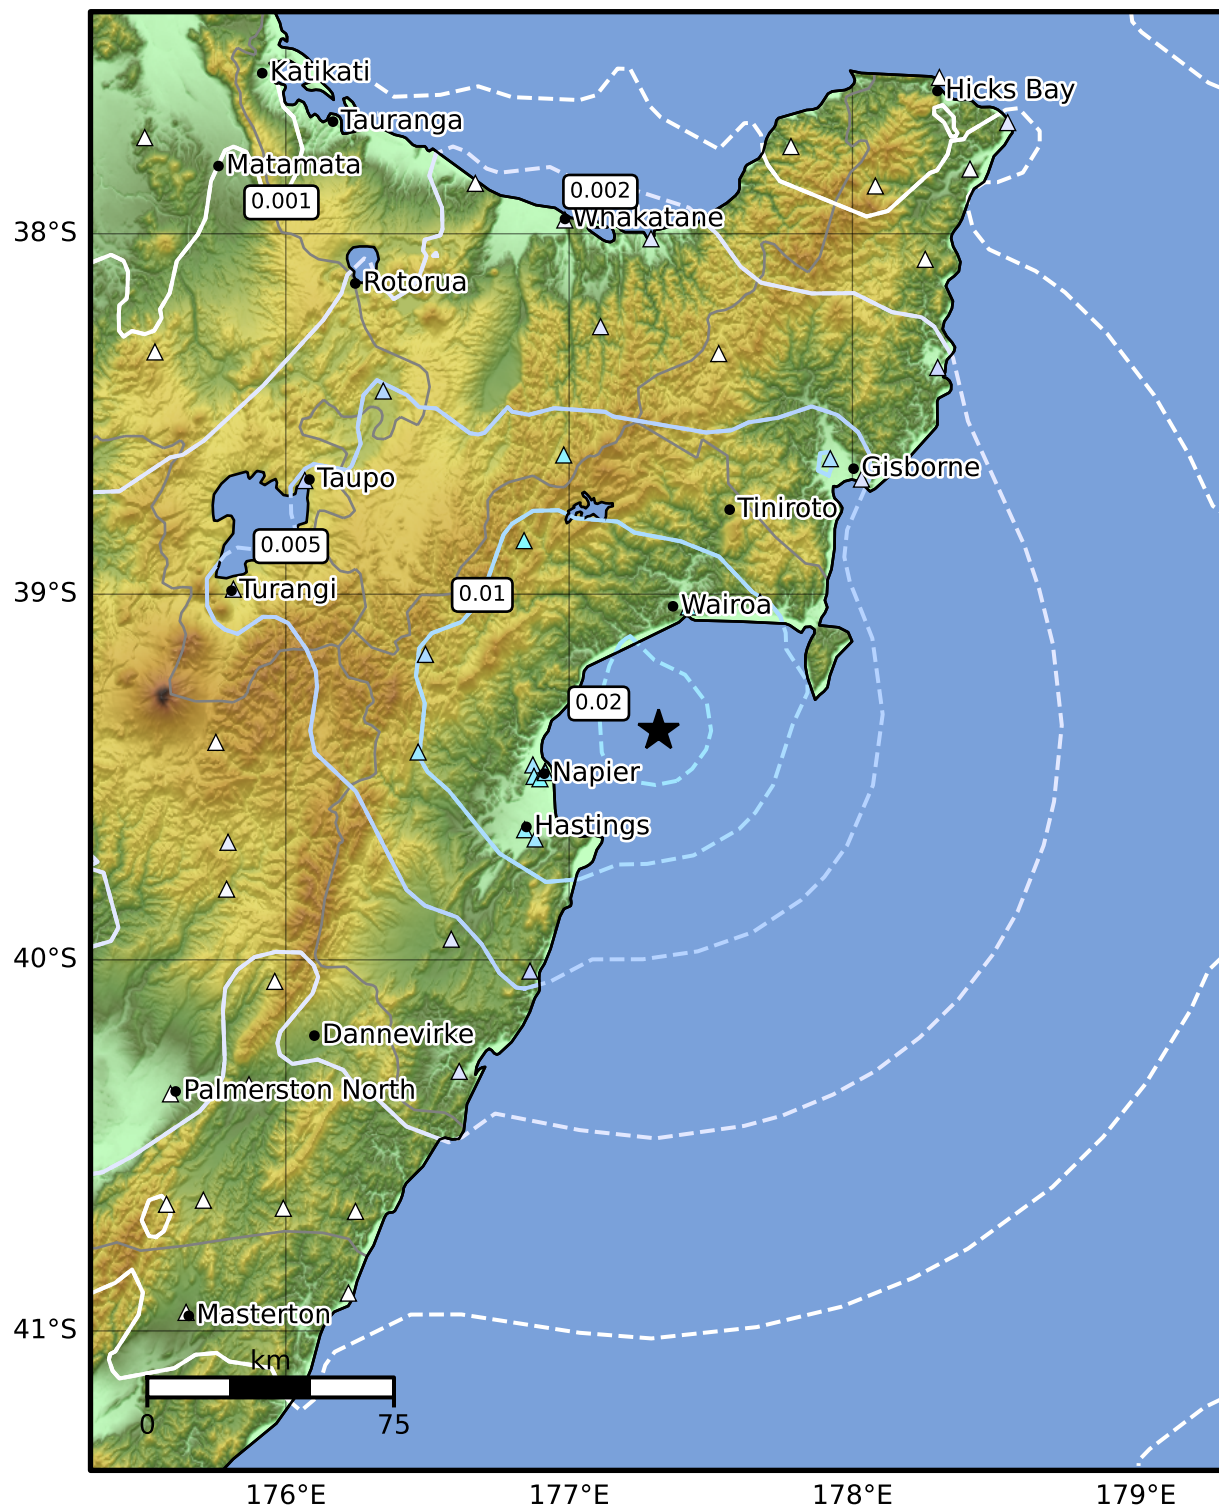 Katikati
Hicks Bay
Tauranga
Matamata
0.001
0.002
Whakatane
38°S
Rotorua
Gisborne
Taupo
Tiniroto
0.005
Turangi
0.01
39°S
Wairoa
0.02
Napier
Hastings
40°S
Dannevirke
Palmerston North
Masterton
41°S
km
0
75
176°E
177°E
178°E
179°E